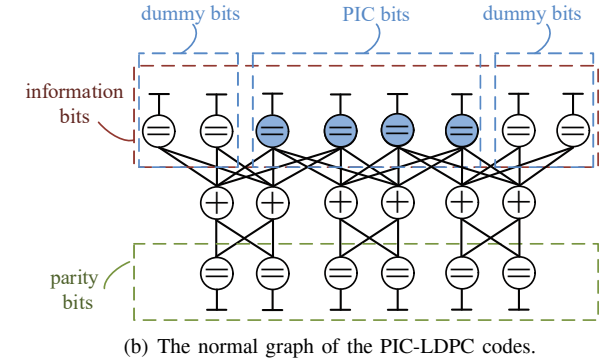 dummy bits
PIC bits
dummy bits
information
bits
= = = = = = = =
+ + + + + +
= = = = = =
parity
bits
(b) The normal graph of the PIC-LDPC codes.